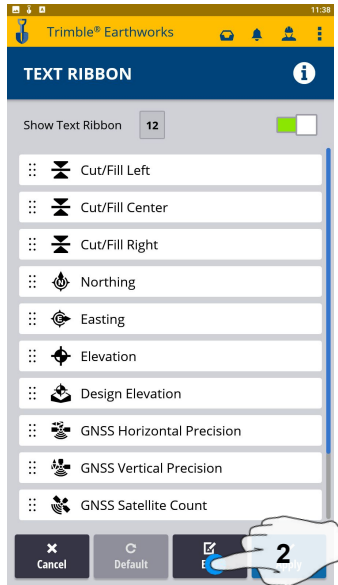 11:38
Trimble® Earthworks
TEXT RIBBON
Show Text Ribbon 12
Cut/Fill Left
Cut/Fill Center
Cut/Fill Right
Northing
Easting
Elevation
Design Elevation
GNSS Horizontal Precision
GNSS Vertical Precision
GNSS Satellite Count
Cancel Default 2